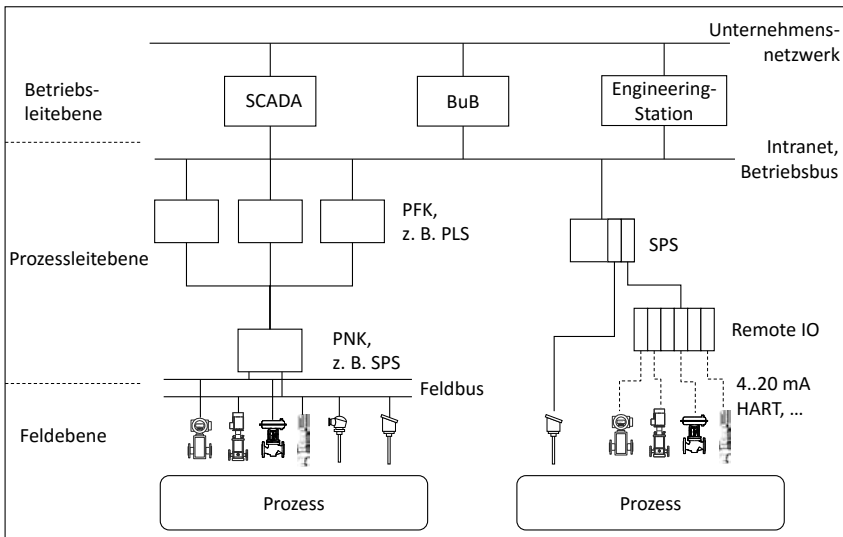 Unternehmens-
netzwerk
Betriebs-
leitebene
SCADA
BuB
Engineering-
Station
Intranet,
Betriebsbus
PFK,
z. B. PLS
SPS
Prozessleitebene
Remote IO
PNK,
z. B. SPS
Feldbus
4..20 mA
HART, ...
Feldebene
Prozess
Prozess